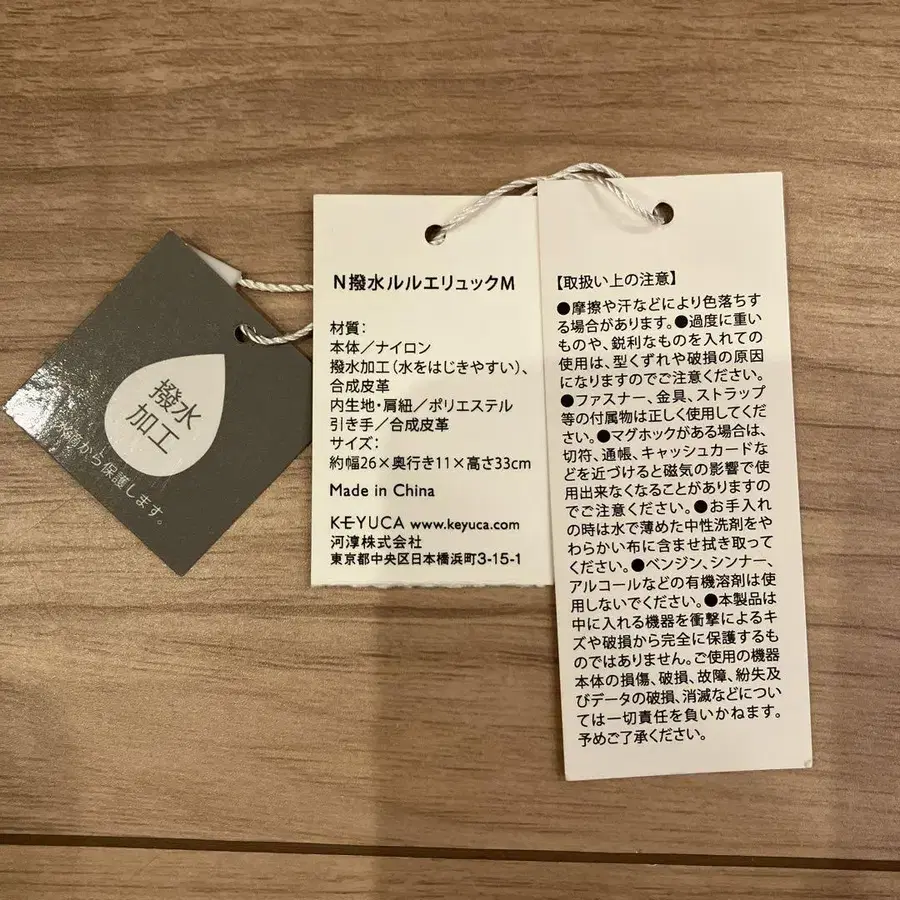 撥水
加工
水濡から保護します。
N撥水ルルエリュックM
材質：
本体／ナイロン
撥水加工（水をはじきやすい）、
合成皮革
内生地・肩紐／ポリエステル
引き手／合成皮革
サイズ：
約幅26×奥行き11×高さ33cm
Made in China
KEYUCA www.keyuca.com
河淳株式会社
東京都中央区日本橋浜町3-15-1
【取扱い上の注意】
●摩擦や汗などにより色落ちす
る場合があります。●過度に重い
ものや、鋭利なものを入れての
使用は、型くずれや破損の原因
になりますのでご注意ください。
●ファスナー、金具、ストラップ
等の付属物は正しく使用してくだ
さい。●マグホックがある場合は、
切符、通帳、キャッシュカードな
どを近づけると磁気の影響で使
用出来なくなることがありますの
でご注意ください。●お手入れ
の時は水で薄めた中性洗剤をや
わらかい布に含ませ拭き取って
ください。●ベンジン、シンナー、
アルコールなどの有機溶剤は使
用しないでください。●本製品は
中に入れる機器を衝撃によるキ
ズや破損から完全に保護するも
のではありません。ご使用の機器
本体の損傷、破損、故障、紛失及
びデータの破損、消滅などについ
ては一切責任を負いかねます。
予めご了承ください。